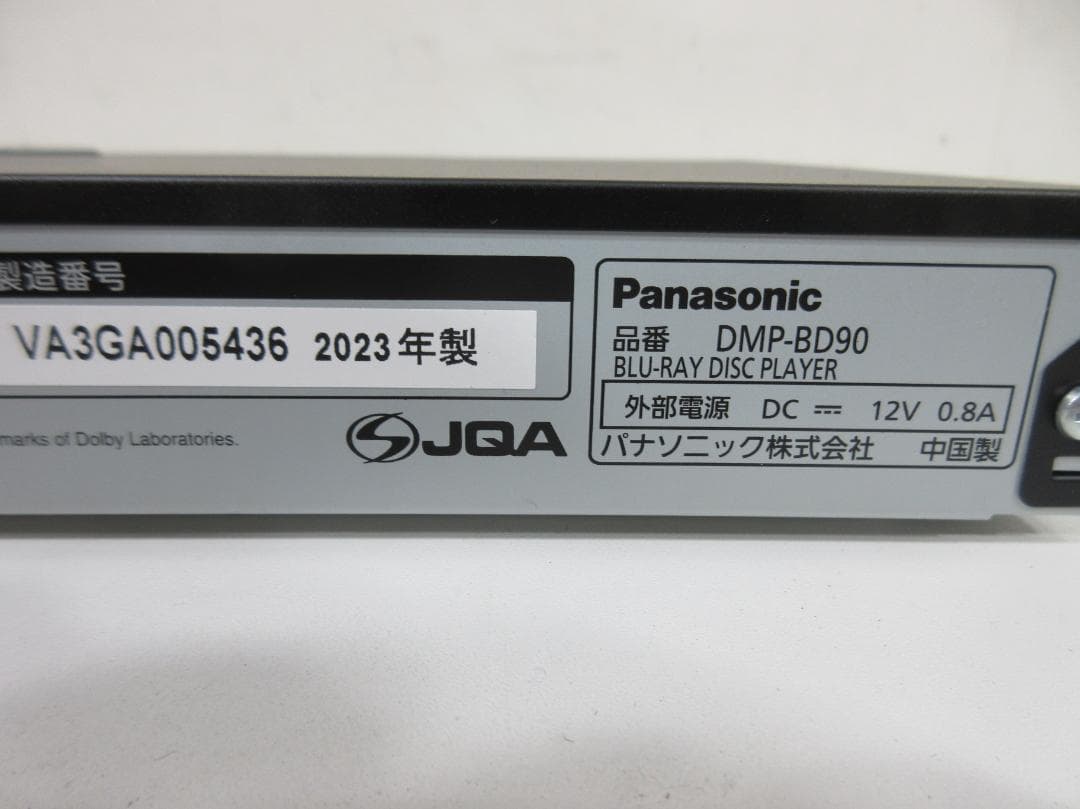 製造番号
VA3GA005436 2023年製
marks of Dolby Laboratories.
JQA
Panasonic
品番 DMP-BD90
BLU-RAY DISC PLAYER
外部電源 DC ⎓ 12V 0.8A
パナソニック株式会社 中国製